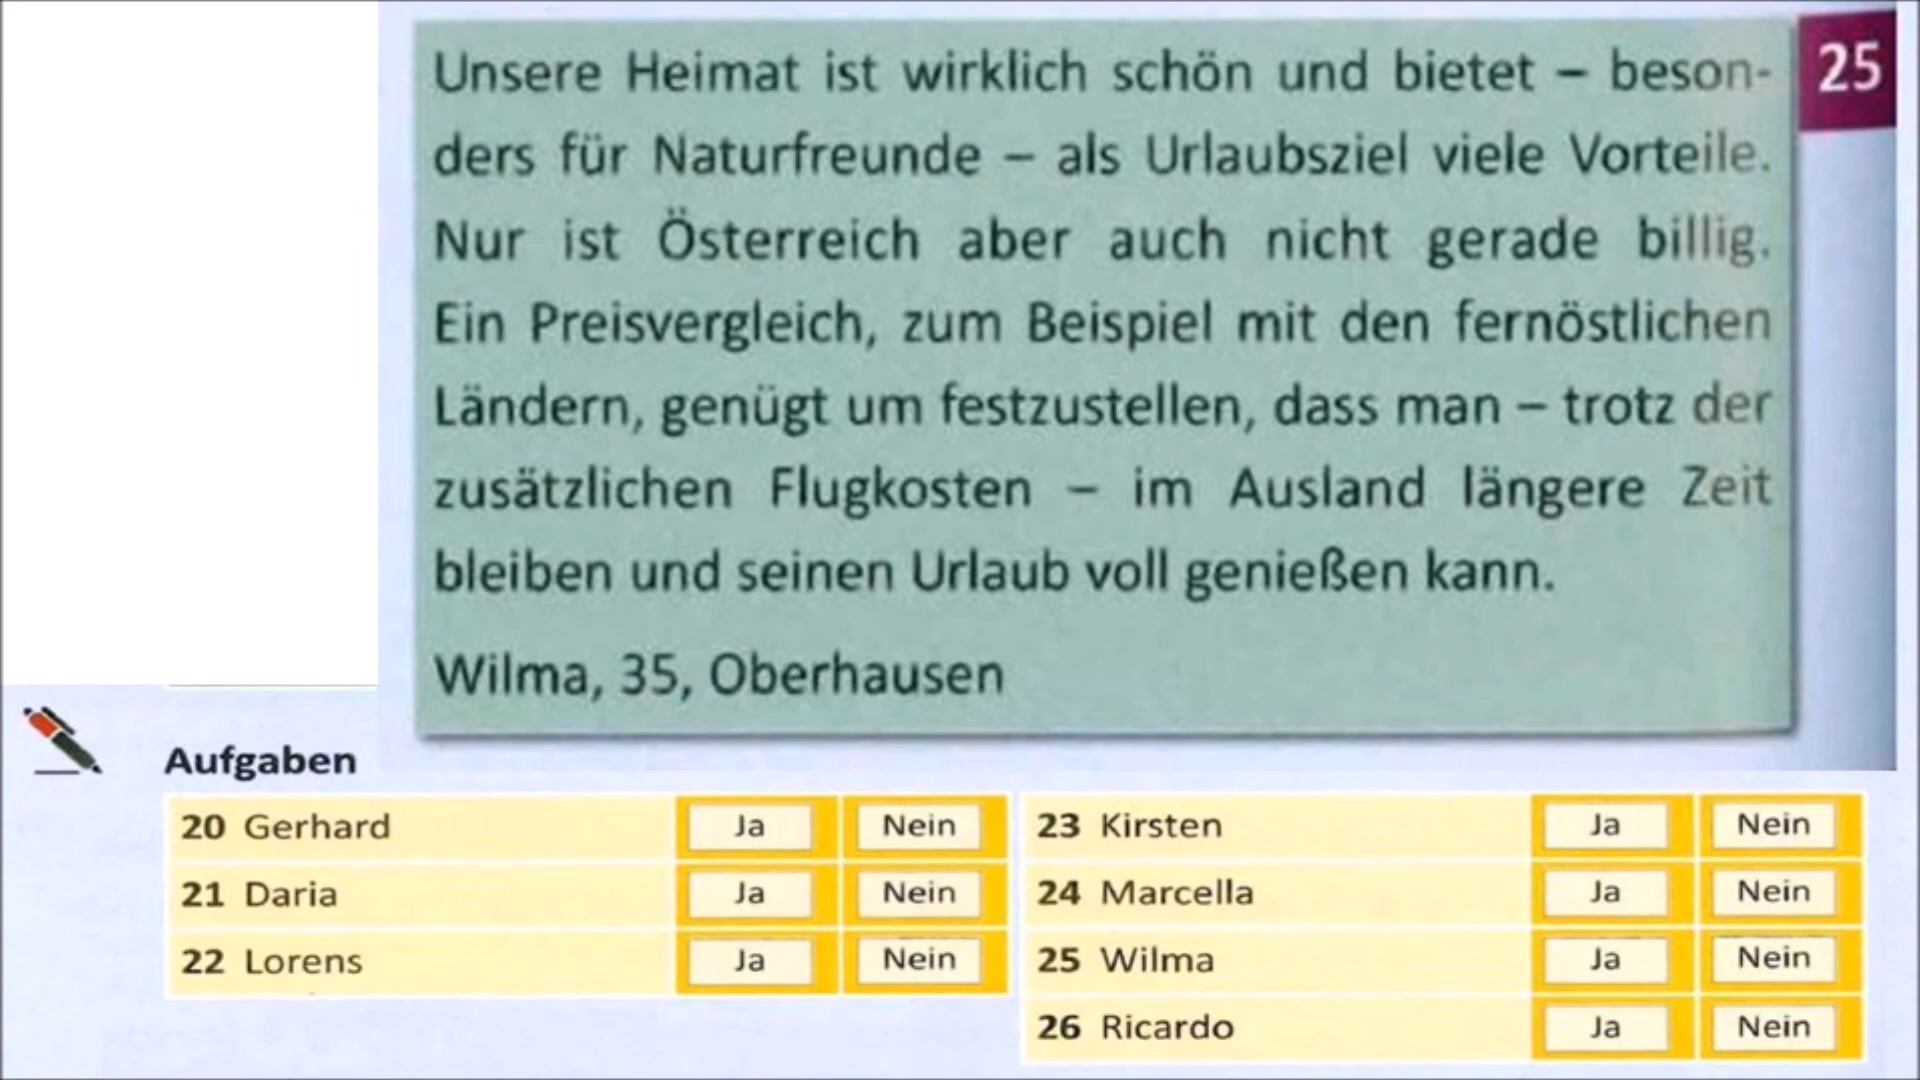 Unsere Heimat ist wirklich schön und bietet – beson-
ders für Naturfreunde – als Urlaubsziel viele Vorteile.
Nur ist Österreich aber auch nicht gerade billig.
Ein Preisvergleich, zum Beispiel mit den fernöstlichen
Ländern, genügt um festzustellen, dass man – trotz der
zusätzlichen Flugkosten – im Ausland längere Zeit
bleiben und seinen Urlaub voll genießen kann.
Wilma, 35, Oberhausen
25
Aufgaben
20 Gerhard Ja Nein
21 Daria Ja Nein
22 Lorens Ja Nein
23 Kirsten Ja Nein
24 Marcella Ja Nein
25 Wilma Ja Nein
26 Ricardo Ja Nein